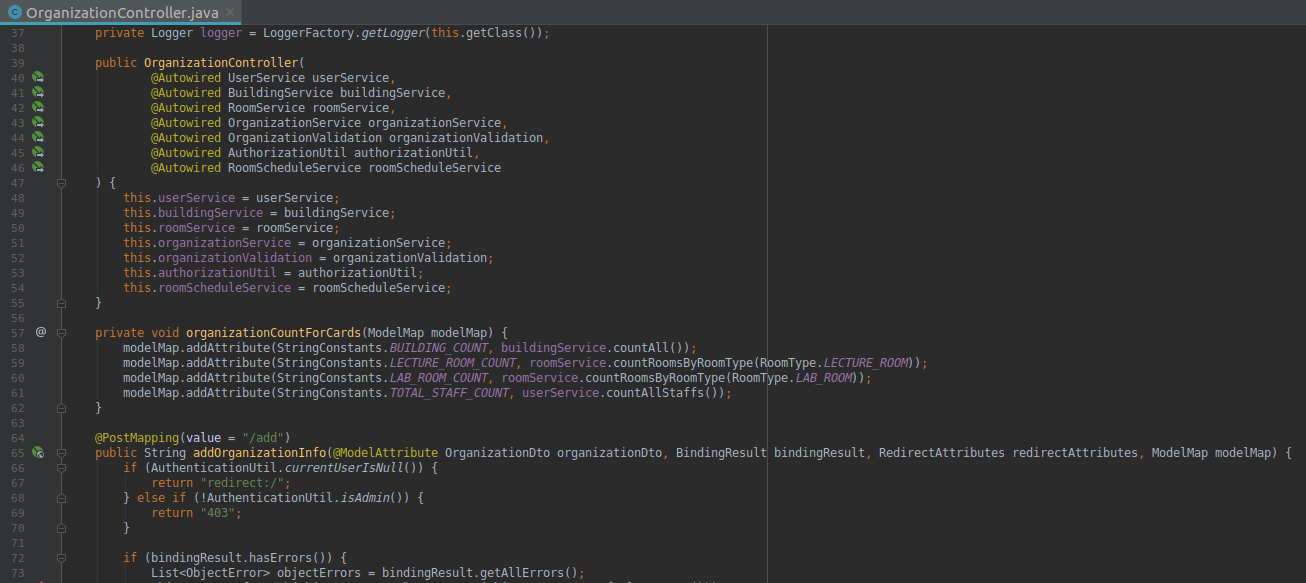 OrganizationController.java
37 private Logger logger = LoggerFactory.getLogger(this.getClass());
38
39 public OrganizationController(
40 @Autowired UserService userService,
41 @Autowired BuildingService buildingService,
42 @Autowired RoomService roomService,
43 @Autowired OrganizationService organizationService,
44 @Autowired OrganizationValidation organizationValidation,
45 @Autowired AuthorizationUtil authorizationUtil,
46 @Autowired RoomScheduleService roomScheduleService
47 ) {
48 this.userService = userService;
49 this.buildingService = buildingService;
50 this.roomService = roomService;
51 this.organizationService = organizationService;
52 this.organizationValidation = organizationValidation;
53 this.authorizationUtil = authorizationUtil;
54 this.roomScheduleService = roomScheduleService;
55 }
56
57 @ private void organizationCountForCards(ModelMap modelMap) {
58 modelMap.addAttribute(StringConstants.BUILDING_COUNT, buildingService.countAll());
59 modelMap.addAttribute(StringConstants.LECTURE_ROOM_COUNT, roomService.countRoomsByRoomType(RoomType.LECTURE_ROOM));
60 modelMap.addAttribute(StringConstants.LAB_ROOM_COUNT, roomService.countRoomsByRoomType(RoomType.LAB_ROOM));
61 modelMap.addAttribute(StringConstants.TOTAL_STAFF_COUNT, userService.countAllStaffs());
62 }
63
64 @PostMapping(value = "/add")
65 public String addOrganizationInfo(@ModelAttribute OrganizationDto organizationDto, BindingResult bindingResult, RedirectAttributes redirectAttributes, ModelMap modelMap) {
66 if (AuthenticationUtil.currentUserIsNull()) {
67 return "redirect:/";
68 } else if (!AuthenticationUtil.isAdmin()) {
69 return "403";
70 }
71
72 if (bindingResult.hasErrors()) {
73 List<ObjectError> objectErrors = bindingResult.getAllErrors();